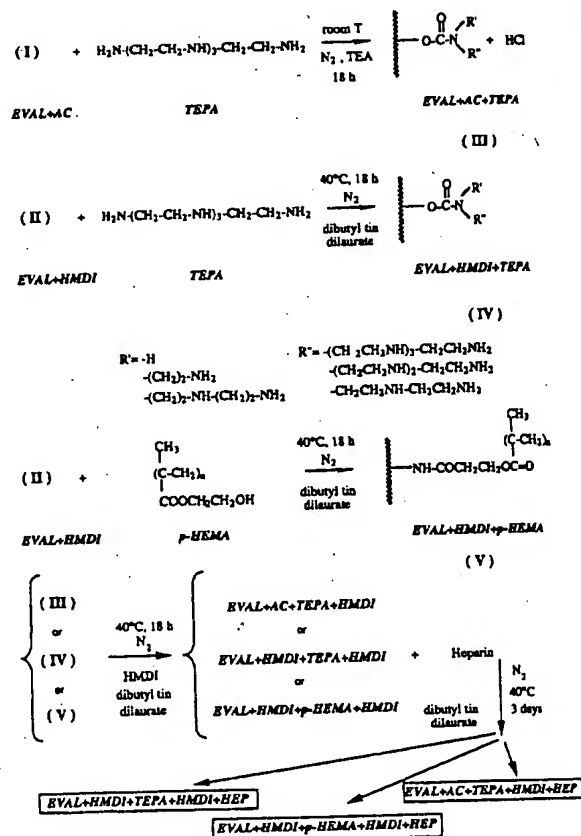 room T
(I) + H2N-(CH2-CH2-NH)3-CH2-CH2-NH2 N2 , TEA O-C-N R' R" O + HCl
18 h
EVAL+AC TEPA EVAL+AC+TEPA
(III)
40°C, 18 h
(II) + H2N-(CH2-CH2-NH)3-CH2-CH2-NH2 N2 O-C-N R' R" O
dibutyl tin
dilaurate
EVAL+HMDI TEPA EVAL+HMDI+TEPA
(IV)
R'= -H R"= -(CH2CH2NH)3-CH2CH2NH2
-(CH2)2-NH2 -(CH2CH2NH)2-CH2CH2NH2
-(CH2)2-NH-(CH2)2-NH2 -CH2CH2NH-CH2CH2NH2
CH3 40°C, 18 h CH3
(II) + (C-CH2)n N2 (C-CH2)n
COOCH2CH2OH dibutyl tin -NH-COCH2CH2OC=O
dilaurate
EVAL+HMDI p-HEMA EVAL+HMDI+p-HEMA
(V)
(III) EVAL+AC+TEPA+HMDI
or 40°C, 18 h or
N2
(IV) EVAL+HMDI+TEPA+HMDI + Heparin
HMDI N2
or dibutyl tin or 40°C
dilaurate 3 days
(V) EVAL+HMDI+p-HEMA+HMDI dibutyl tin
dilaurate
EVAL+HMDI+TEPA+HMDI+HEP EVAL+AC+TEPA+HMDI+HEP
EVAL+HMDI+p-HEMA+HMDI+HEP